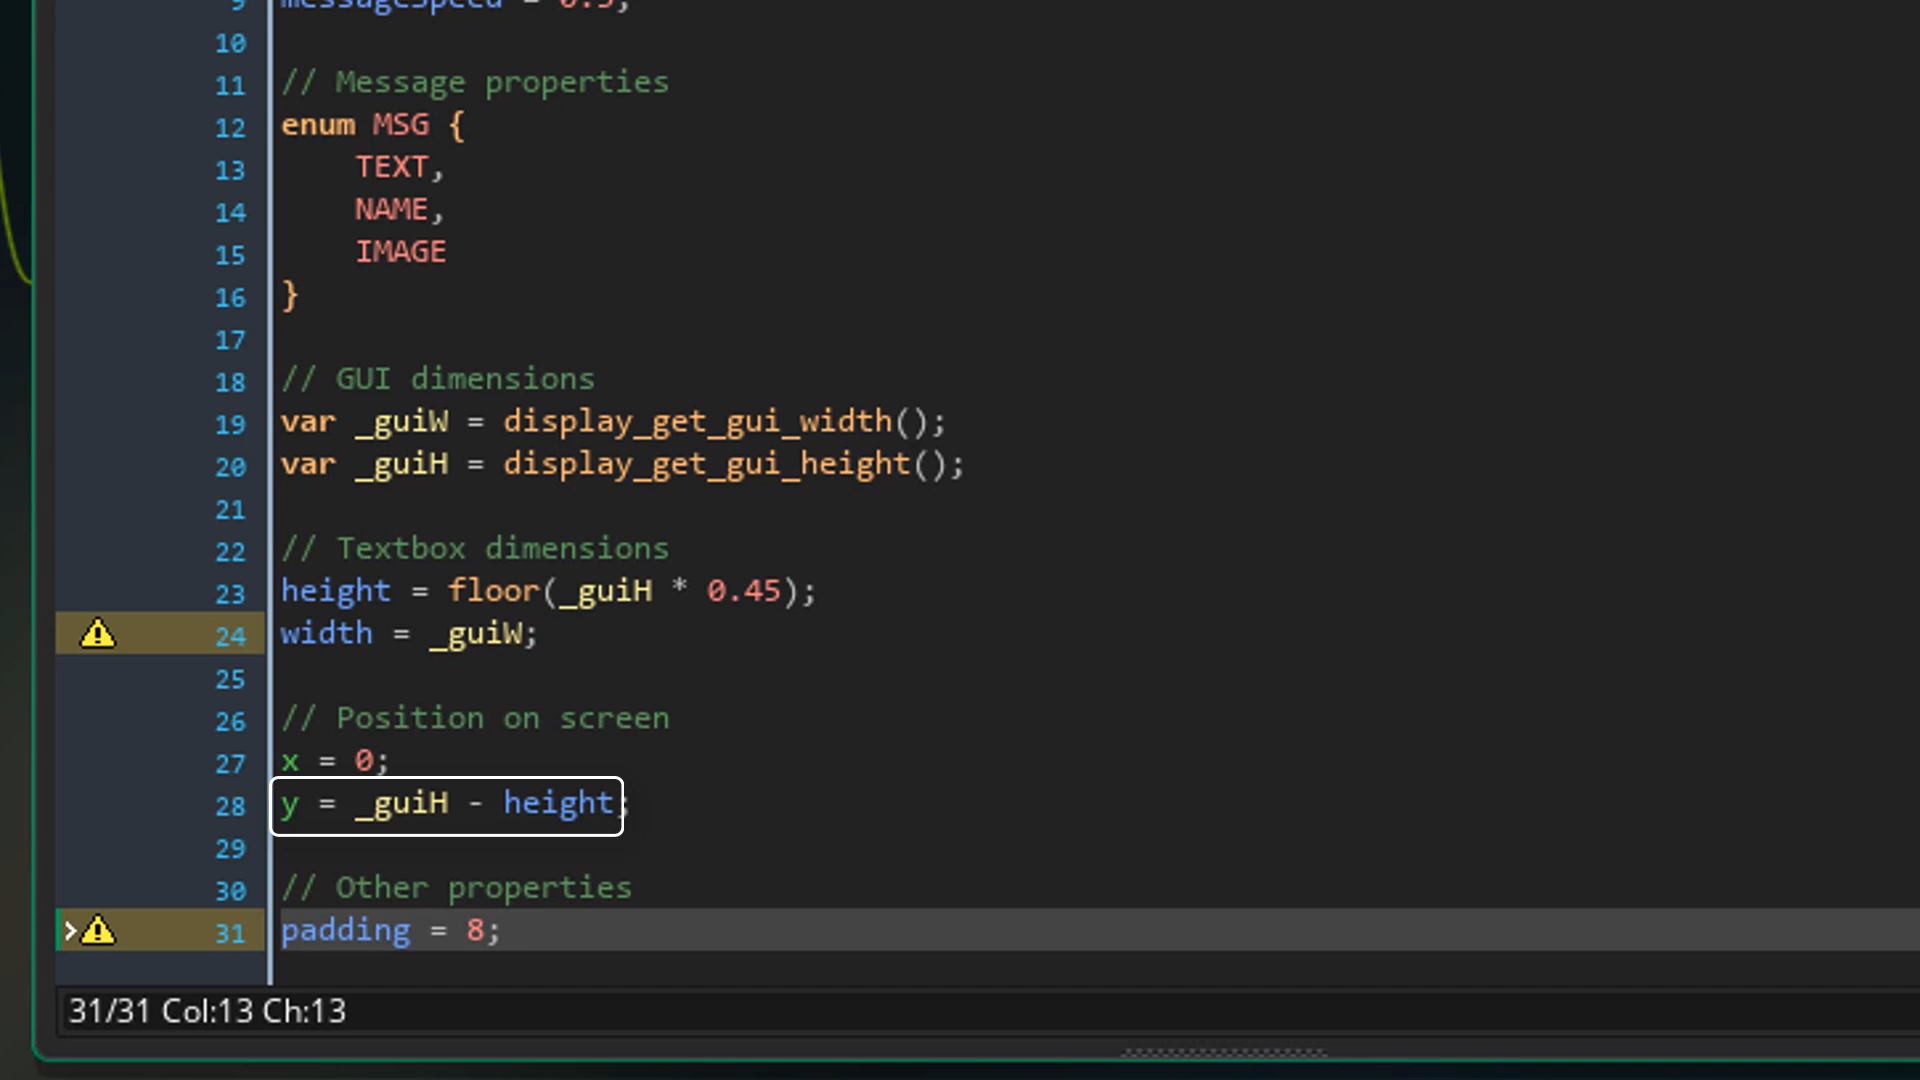 9 messageSpeed = 0.5;
10
11 // Message properties
12 enum MSG {
13 TEXT,
14 NAME,
15 IMAGE
16 }
17
18 // GUI dimensions
19 var _guiW = display_get_gui_width();
20 var _guiH = display_get_gui_height();
21
22 // Textbox dimensions
23 height = floor(_guiH * 0.45);
24 width = _guiW;
25
26 // Position on screen
27 x = 0;
28 y = _guiH - height;
29
30 // Other properties
31 padding = 8;
31/31 Col:13 Ch:13